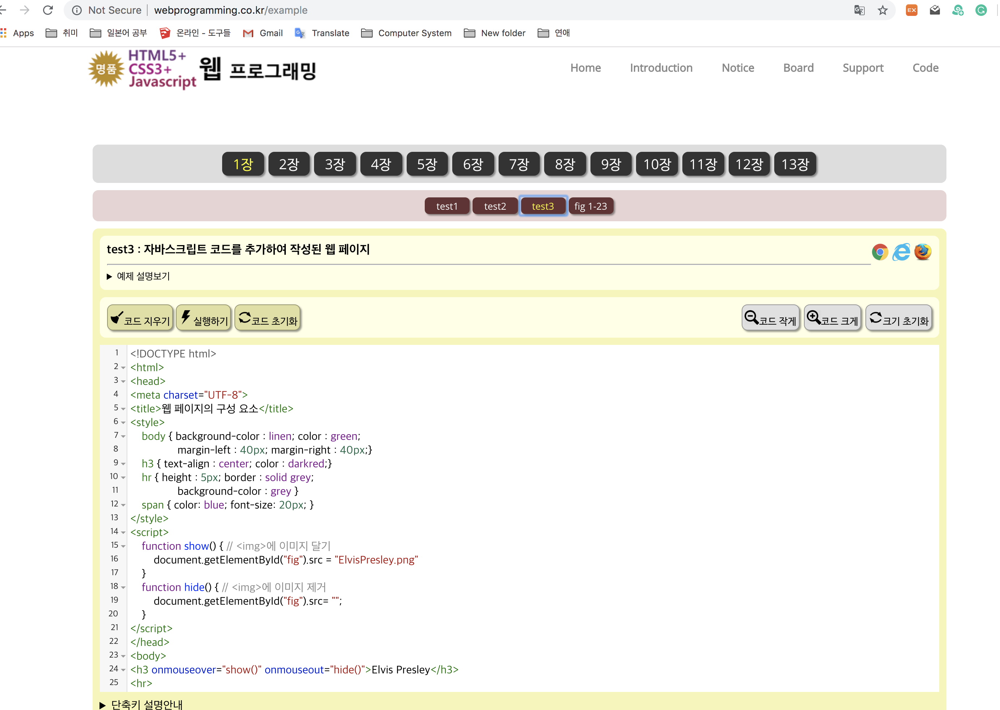 Not Secure | webprogramming.co.kr/example
Apps 취미 일본어 공부 온라인 - 도구들 Gmail Translate Computer System New folder 연애
명품 HTML5+ CSS3+ Javascript 웹 프로그래밍
Home Introduction Notice Board Support Code
1장 2장 3장 4장 5장 6장 7장 8장 9장 10장 11장 12장 13장
test1 test2 test3 fig 1-23
test3 : 자바스크립트 코드를 추가하여 작성된 웹 페이지
▶ 예제 설명보기
코드 지우기 실행하기 코드 초기화 코드 작게 코드 크게 크기 초기화
1 <!DOCTYPE html>
2 <html>
3 <head>
4 <meta charset="UTF-8">
5 <title>웹 페이지의 구성 요소</title>
6 <style>
7 body { background-color : linen; color : green;
8 margin-left : 40px; margin-right : 40px;}
9 h3 { text-align : center; color : darkred;}
10 hr { height : 5px; border : solid grey;
11 background-color : grey }
12 span { color: blue; font-size: 20px; }
13 </style>
14 <script>
15 function show() { // <img>에 이미지 달기
16 document.getElementById("fig").src = "ElvisPresley.png"
17 }
18 function hide() { // <img>에 이미지 제거
19 document.getElementById("fig").src= "";
20 }
21 </script>
22 </head>
23 <body>
24 <h3 onmouseover="show()" onmouseout="hide()">Elvis Presley</h3>
25 <hr>
▶ 단축키 설명안내